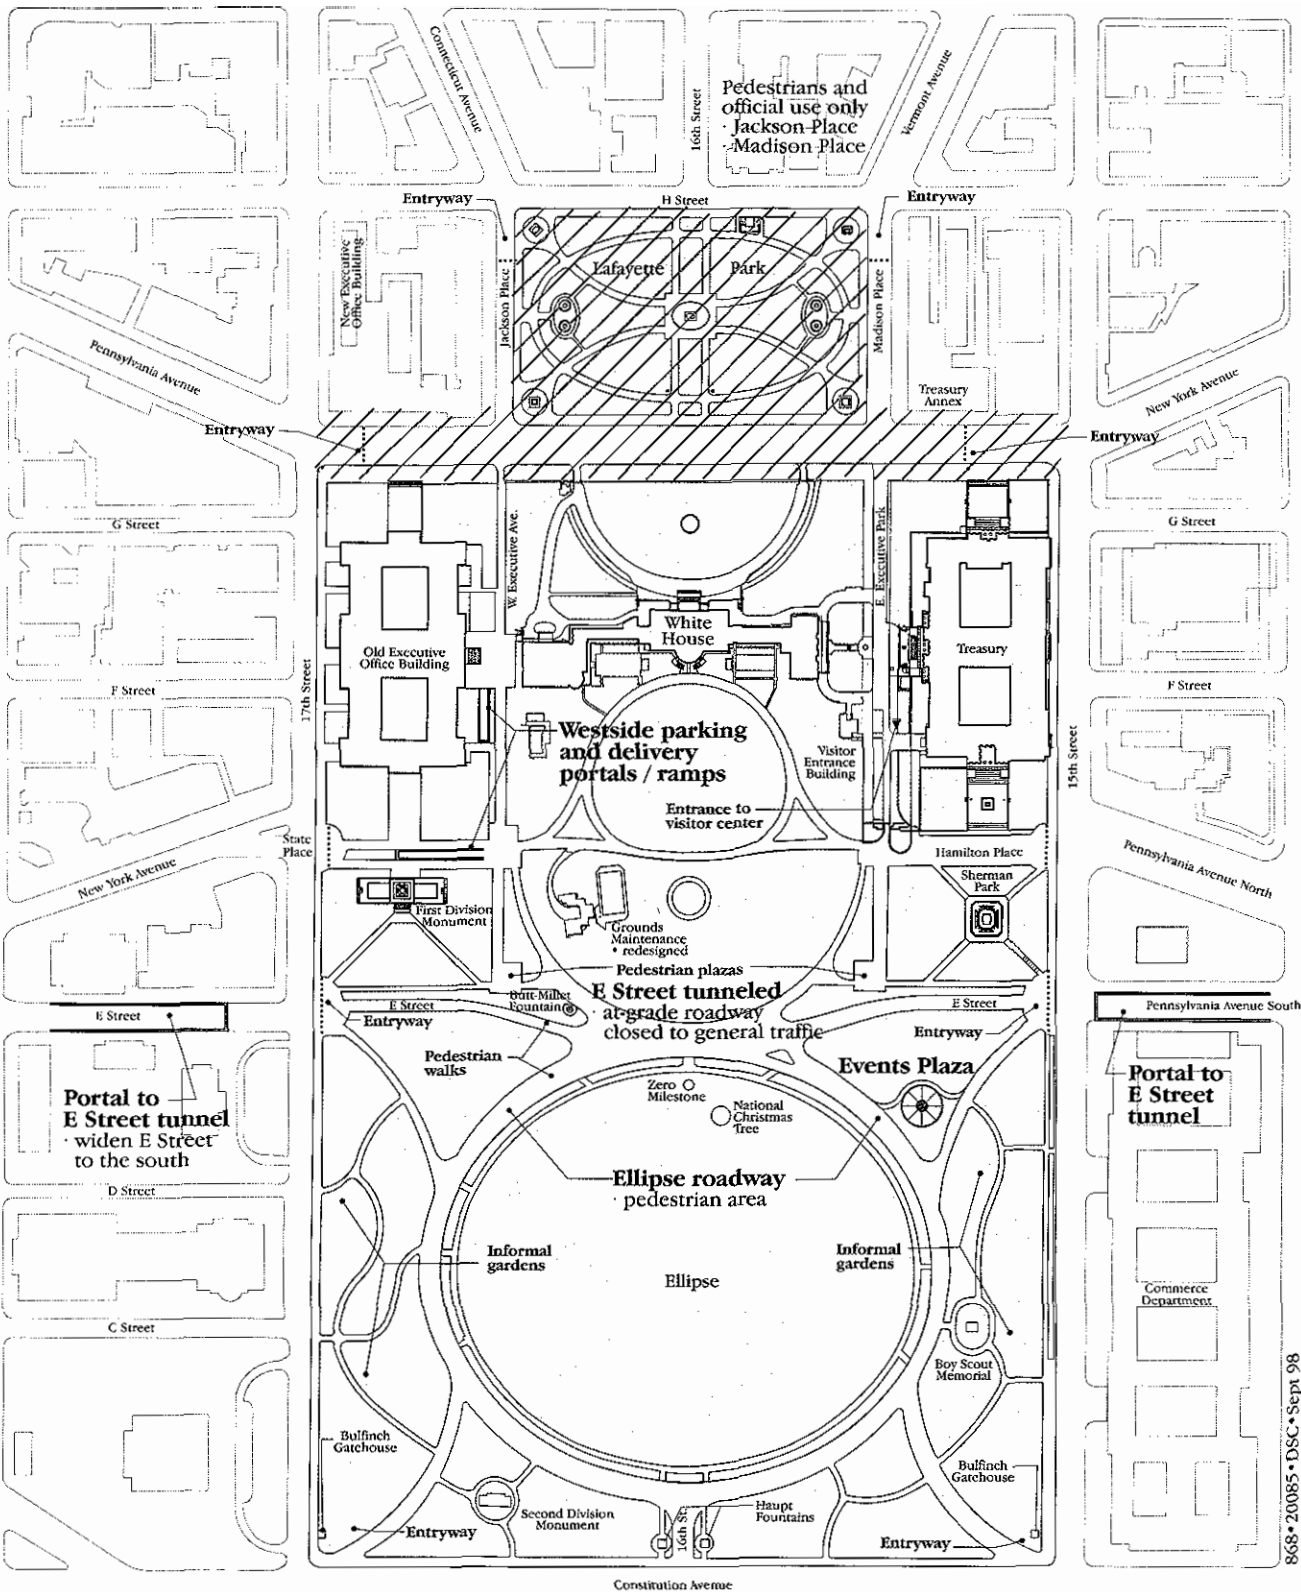 Connecticut Avenue
16th Street
Pedestrians and
official use only
· Jackson Place
· Madison Place
Vermont Avenue
Entryway
H Street
Entryway
New Executive
Office Building
Jackson Place
Lafayette Park
Madison Place
Pennsylvania Avenue
Treasury
Annex
New York Avenue
Entryway
Entryway
G Street
W. Executive Ave.
E. Executive Park
G Street
White
House
Old Executive
Office Building
Treasury
F Street
17th Street
F Street
15th Street
Westside parking
and delivery
portals / ramps
Visitor
Entrance
Building
Entrance to
visitor center
State
Place
Hamilton Place
New York Avenue
Pennsylvania Avenue North
Sherman
Park
First Division
Monument
Grounds
Maintenance
• redesigned
Pedestrian plazas
E Street tunneled
at-grade roadway
closed to general traffic
Butt-Millet
Fountain
E Street
E Street
E Street
Pennsylvania Avenue South
Entryway
Entryway
Pedestrian
walks
Events Plaza
Zero
Milestone
National
Christmas
Tree
Portal to
E Street tunnel
· widen E Street
to the south
Portal to
E Street
tunnel
Ellipse roadway
· pedestrian area
D Street
Informal
gardens
Informal
gardens
Ellipse
Commerce
Department
C Street
Boy Scout
Memorial
Bulfinch
Gatehouse
Bulfinch
Gatehouse
Second Division
Monument
16th St.
Haupt
Fountains
Entryway
Entryway
Constitution Avenue
868•20085•DSC•Sept 98